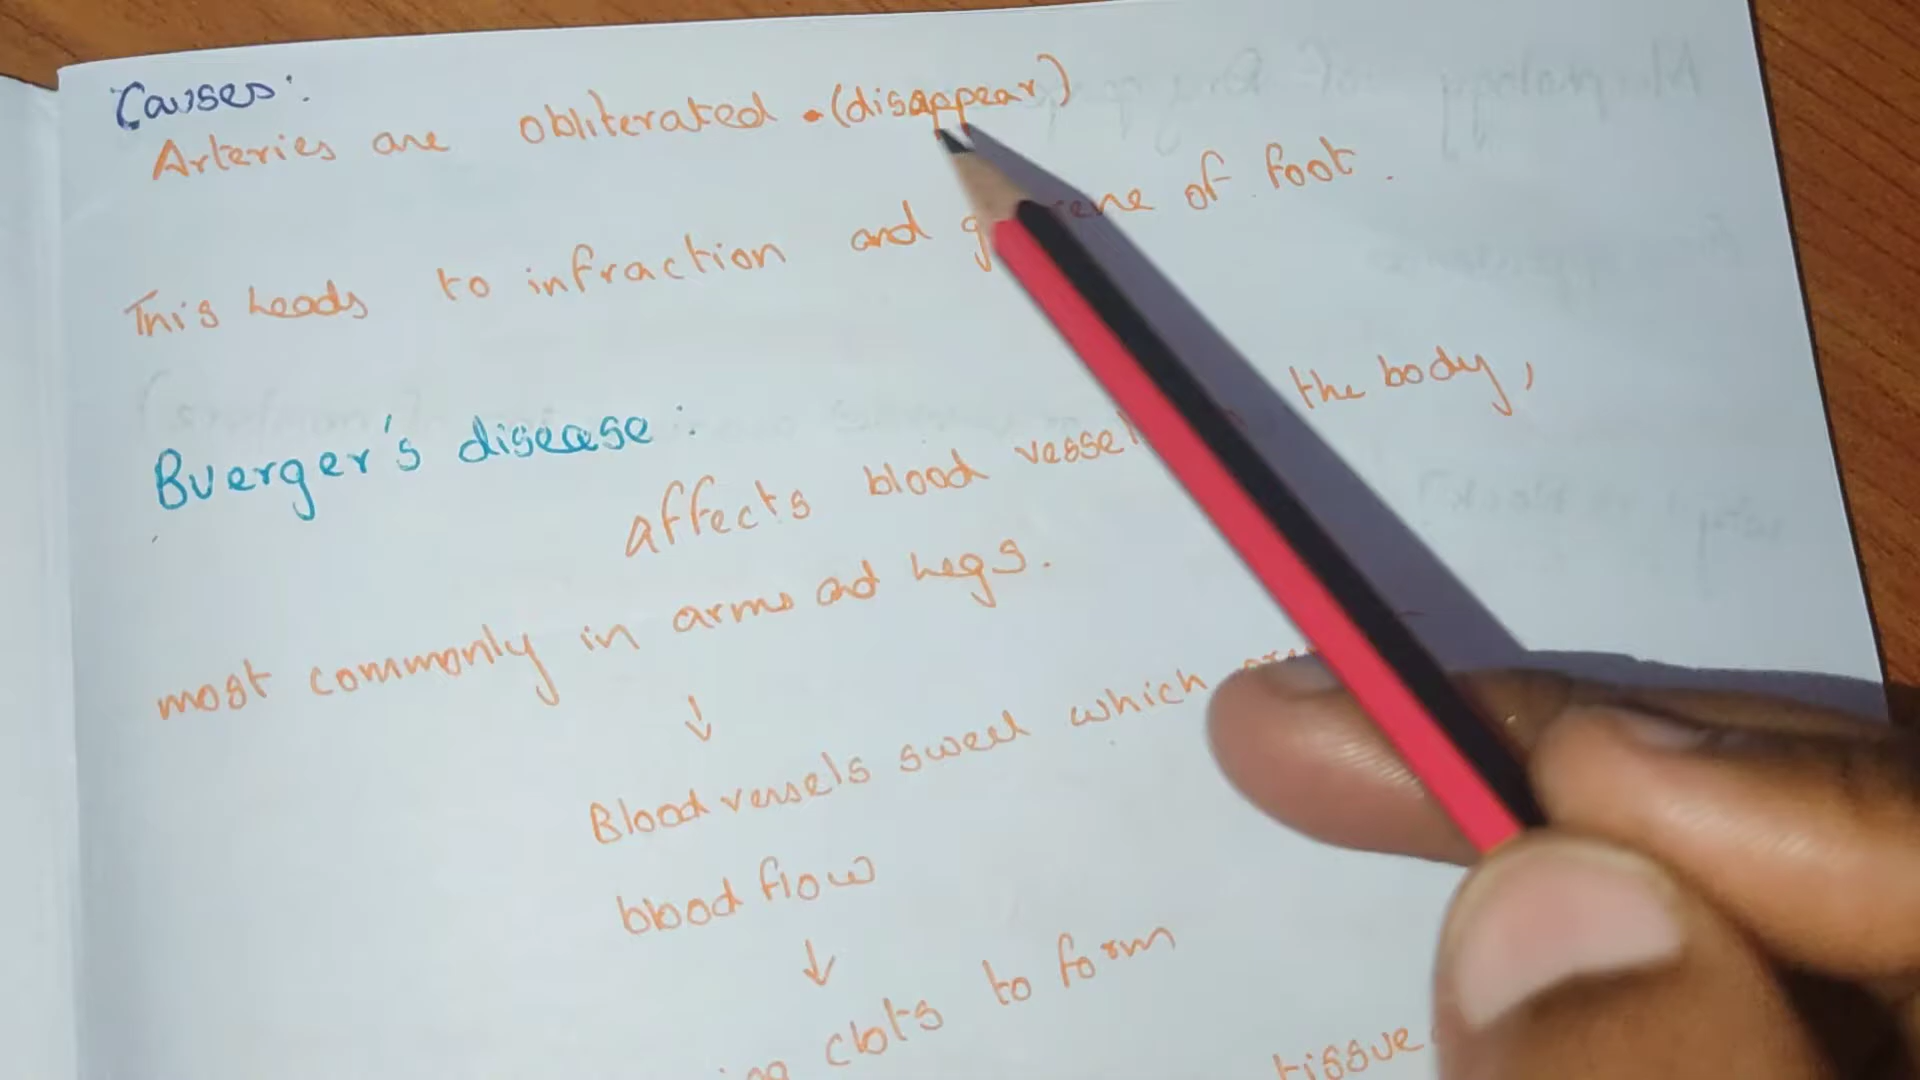 Causes:
Arteries are obliterated. (disappear)
This leads to infraction and of foot.
Buerger's disease:
affects blood the body,
most commonly in arms and legs.
↓
Blood vessels swell which
blood flow
↓
clots to form
tissue